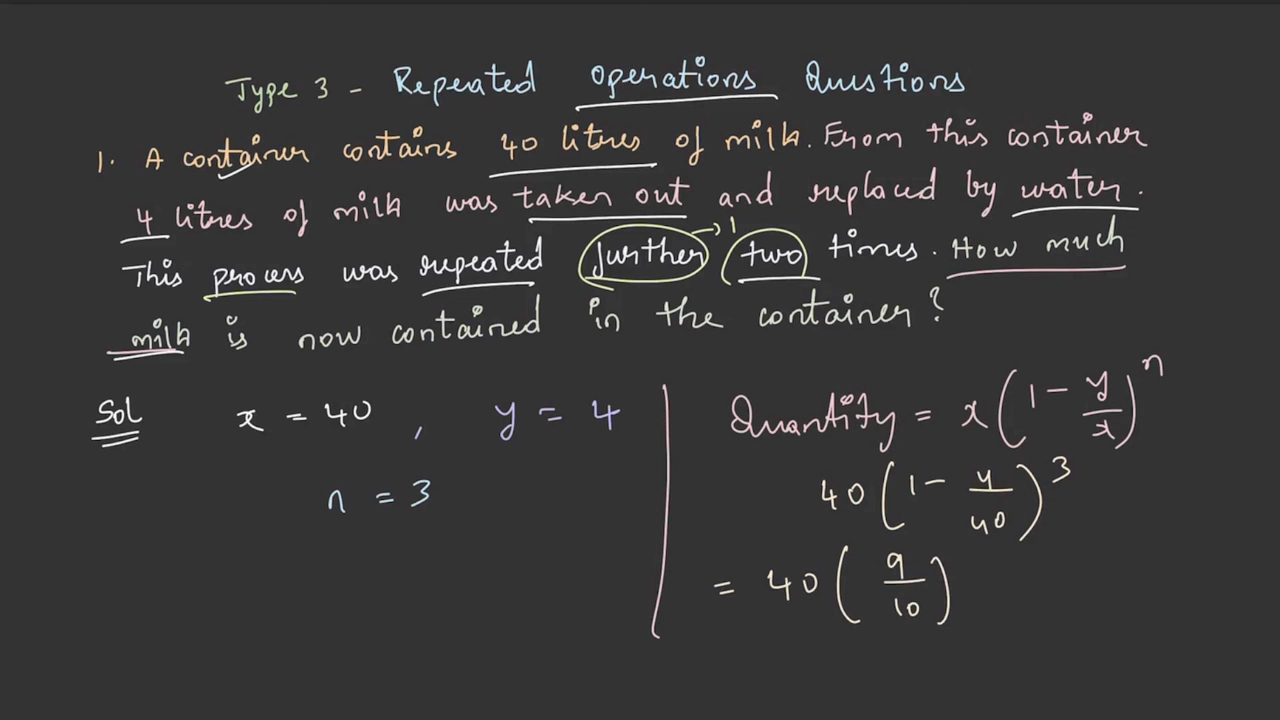 Type 3 - Repeated operations Questions
1. A container contains 40 litres of milk. From this container
4 litres of milk was taken out and replaced by water.
This process was repeated further → 1 two times. How much
milk is now contained in the container?
Sol x = 40 , y = 4
n = 3
Quantity = x(1 - y/x)^n
40(1 - 4/40)^3
= 40(9/10)